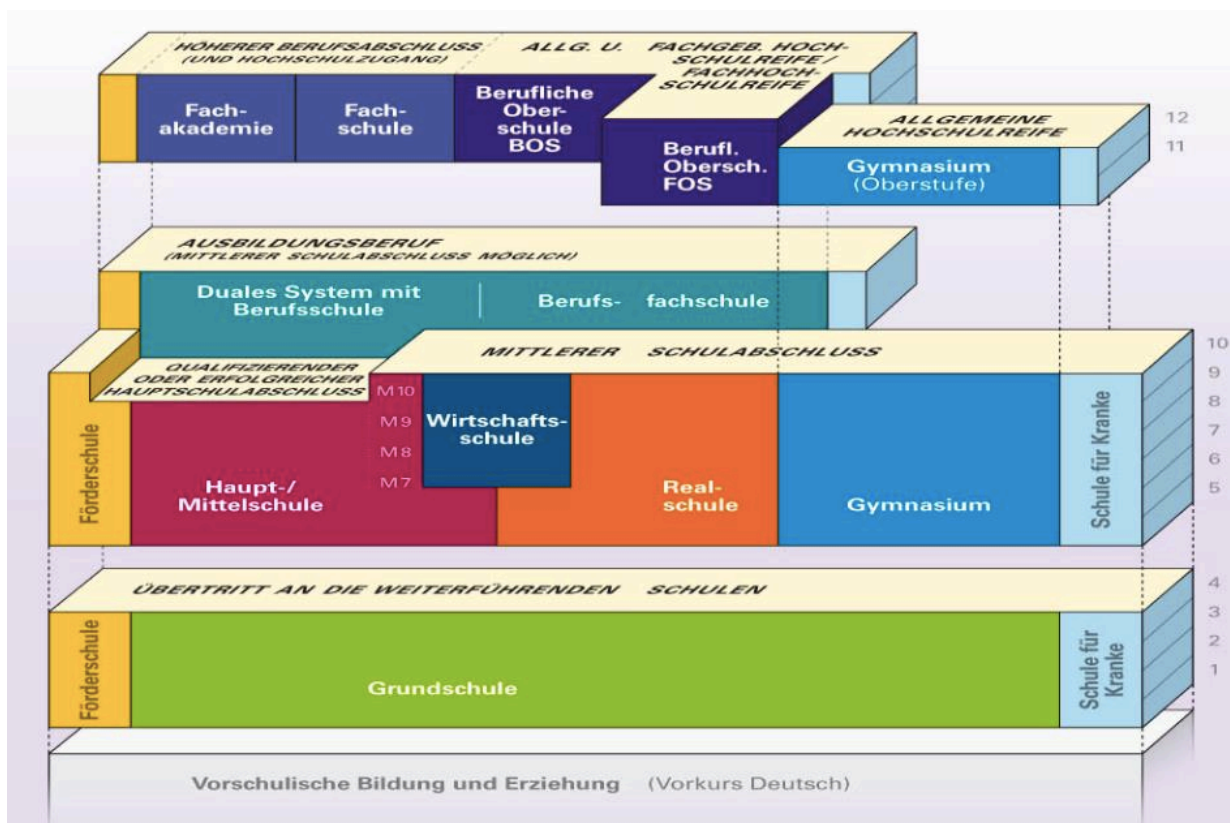 HÖHERER BERUFSABSCHLUSS
(UND HOCHSCHULZUGANG)
ALLG. U. FACHGEB. HOCH-
SCHULREIFE/
FACHHOCH-
SCHULREIFE
Fach-
akademie
Fach-
schule
Berufliche
Ober-
schule
BOS
Berufl.
Obersch.
FOS
ALLGEMEINE
HOCHSCHULREIFE
Gymnasium
(Oberstufe)
12
11
AUSBILDUNGSBERUF
(MITTLERER SCHULABSCHLUSS MÖGLICH)
Duales System mit
Berufsschule
Berufs- fachschule
QUALIFIZIERENDER
ODER ERFOLGREICHER
HAUPTSCHULABSCHLUSS
MITTLERER SCHULABSCHLUSS
10
9
8
7
6
5
Förderschule
M10
M9
M8
M7
Haupt-/
Mittelschule
Wirtschafts-
schule
Real-
schule
Gymnasium
Schule für Kranke
ÜBERTRITT AN DIE WEITERFÜHRENDEN SCHULEN
4
3
2
1
Förderschule
Grundschule
Schule für
Kranke
Vorschulische Bildung und Erziehung (Vorkurs Deutsch)